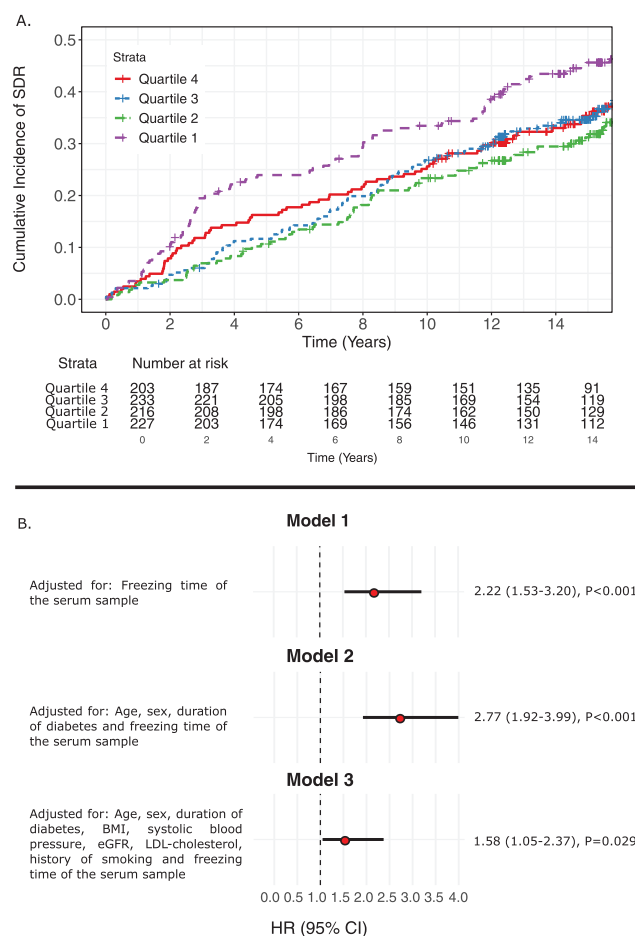 A.
0.5
0.4
0.3
0.2
0.1
0.0
Cumulative Incidence of SDR
Strata
Quartile 4
Quartile 3
Quartile 2
Quartile 1
0 2 4 6 8 10 12 14
Time (Years)
Strata Number at risk
Quartile 4 203 187 174 167 159 151 135 91
Quartile 3 233 221 205 198 185 169 154 119
Quartile 2 216 208 198 186 174 162 150 129
Quartile 1 227 203 174 169 156 146 131 112
0 2 4 6 8 10 12 14
Time (Years)
B.
Model 1
Adjusted for: Freezing time of
the serum sample
2.22 (1.53-3.20), P<0.001
Model 2
Adjusted for: Age, sex, duration
of diabetes and freezing time of
the serum sample
2.77 (1.92-3.99), P<0.001
Model 3
Adjusted for: Age, sex, duration of
diabetes, BMI, systolic blood
pressure, eGFR, LDL-cholesterol,
history of smoking and freezing
time of the serum sample
1.58 (1.05-2.37), P=0.029
0.0 0.5 1.0 1.5 2.0 2.5 3.0 3.5 4.0
HR (95% CI)